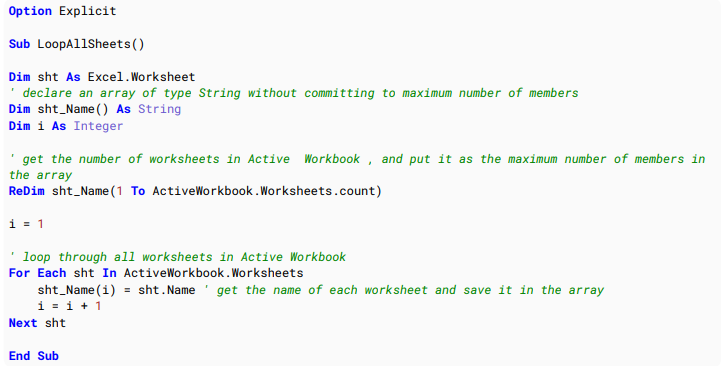 Option Explicit
Sub LoopAllSheets()
Dim sht As Excel.Worksheet
' declare an array of type String without committing to maximum number of members
Dim sht_Name() As String
Dim i As Integer
' get the number of worksheets in Active  Workbook , and put it as the maximum number of members in
the array
ReDim sht_Name(1 To ActiveWorkbook.Worksheets.count)
i = 1
' loop through all worksheets in Active Workbook
For Each sht In ActiveWorkbook.Worksheets
    sht_Name(i) = sht.Name ' get the name of each worksheet and save it in the array
    i = i + 1
Next sht
End Sub